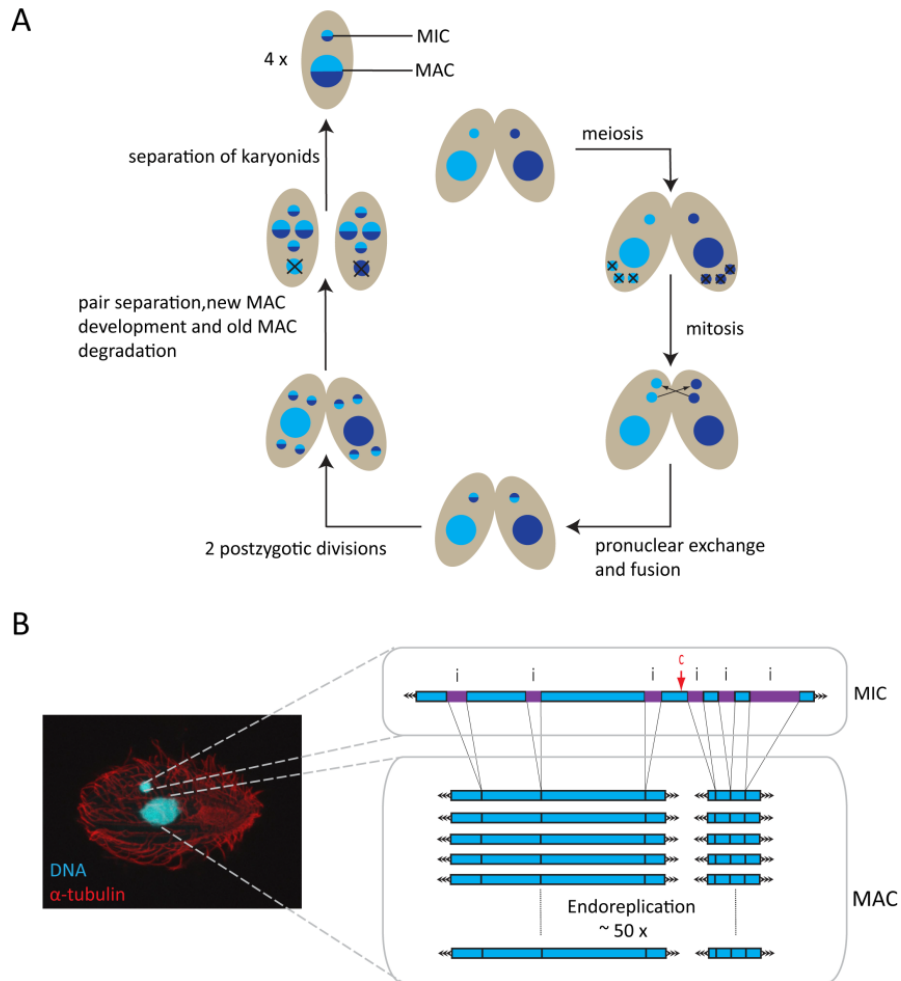 A
4 x
MIC
MAC
separation of karyonids
meiosis
pair separation,new MAC
development and old MAC
degradation
mitosis
2 postzygotic divisions
pronuclear exchange
and fusion
B
i
i
i
c
i
i
i
MIC
DNA
α-tubulin
Endoreplication
~ 50 x
MAC